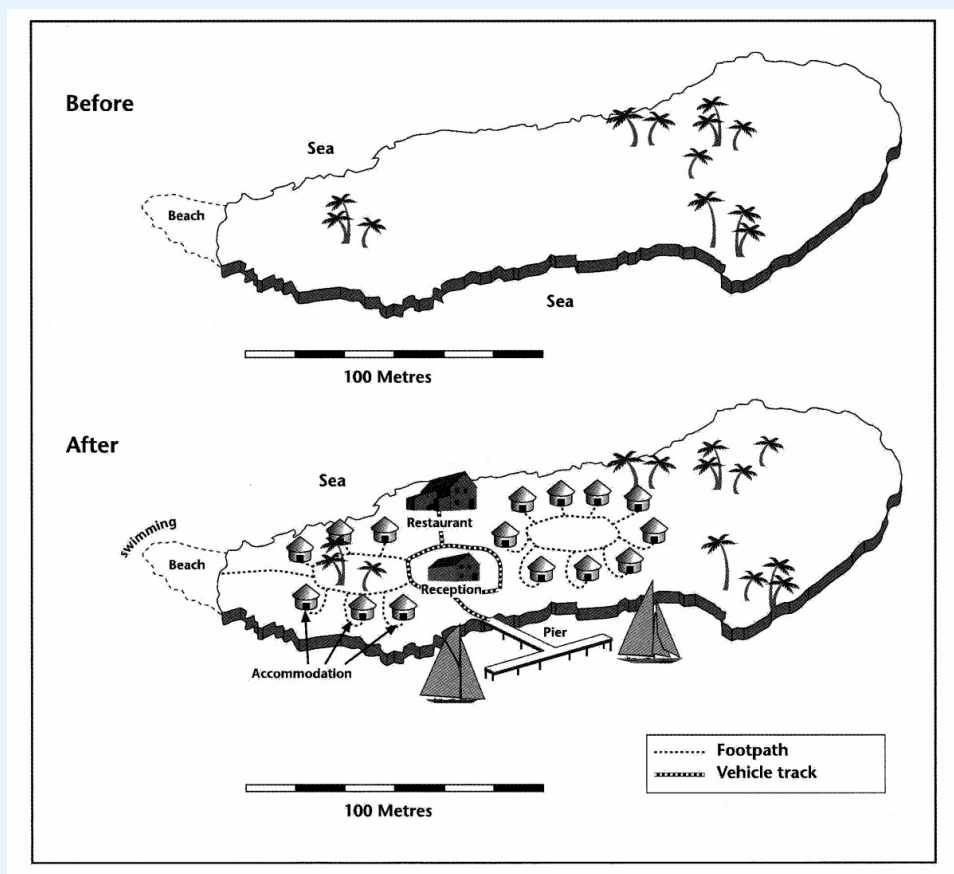 Before
Sea
Beach
Sea
100 Metres
After
Sea
swimming
Restaurant
Beach
Reception
Pier
Accommodation
Footpath
Vehicle track
100 Metres